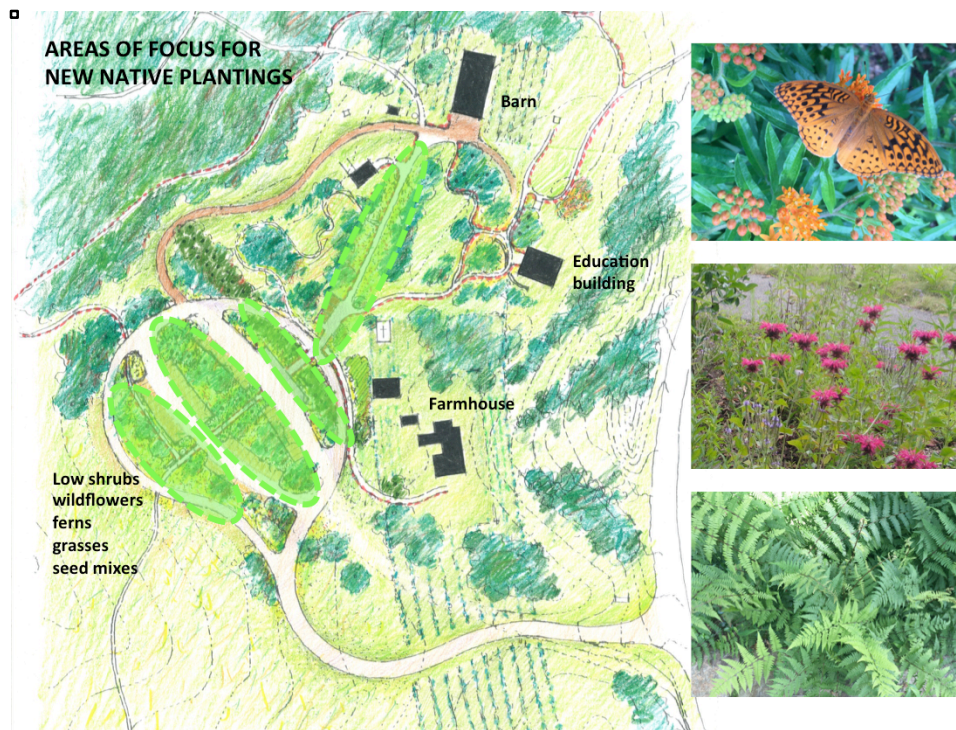 AREAS OF FOCUS FOR
NEW NATIVE PLANTINGS
Barn
Education
building
Farmhouse
Low shrubs
wildflowers
ferns
grasses
seed mixes